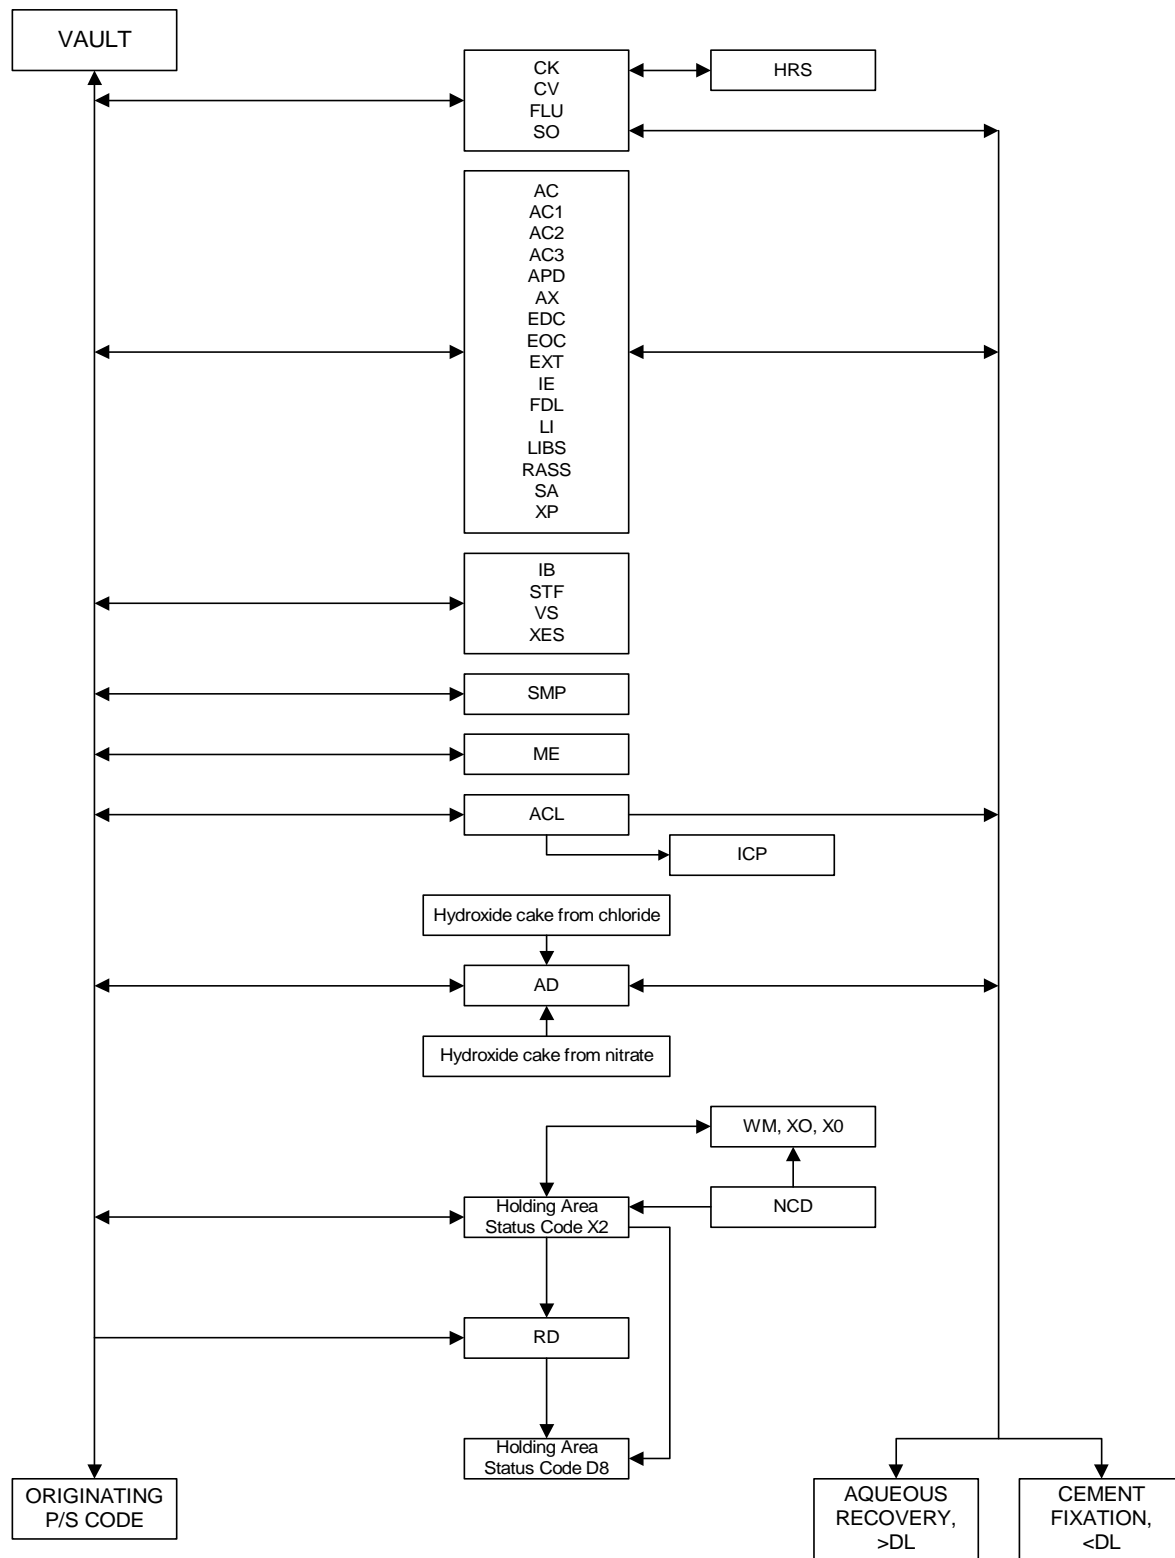 VAULT
CK
CV
FLU
SO
HRS
AC
AC1
AC2
AC3
APD
AX
EDC
EOC
EXT
IE
FDL
LI
LIBS
RASS
SA
XP
IB
STF
VS
XES
SMP
ME
ACL
ICP
Hydroxide cake from chloride
AD
Hydroxide cake from nitrate
WM, XO, X0
Holding Area
Status Code X2
NCD
RD
Holding Area
Status Code D8
ORIGINATING
P/S CODE
AQUEOUS
RECOVERY,
>DL
CEMENT
FIXATION,
<DL